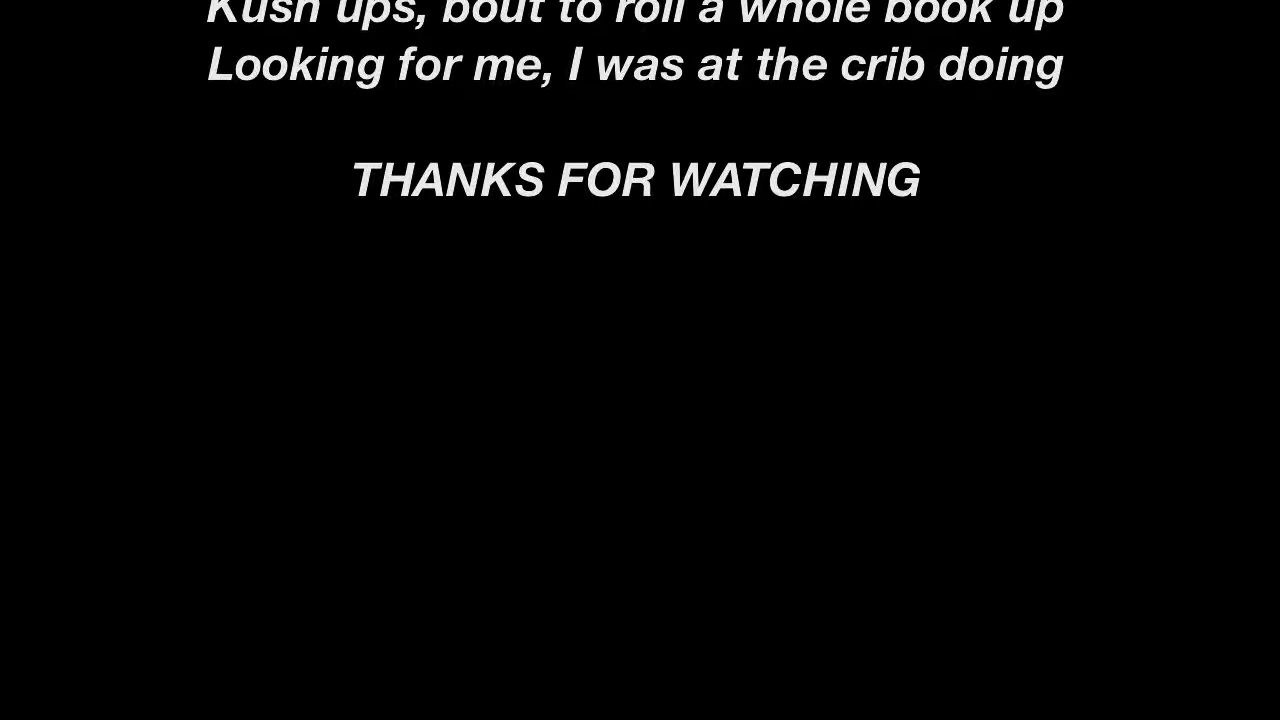 Kush ups, bout to roll a whole book up
Looking for me, I was at the crib doing
THANKS FOR WATCHING